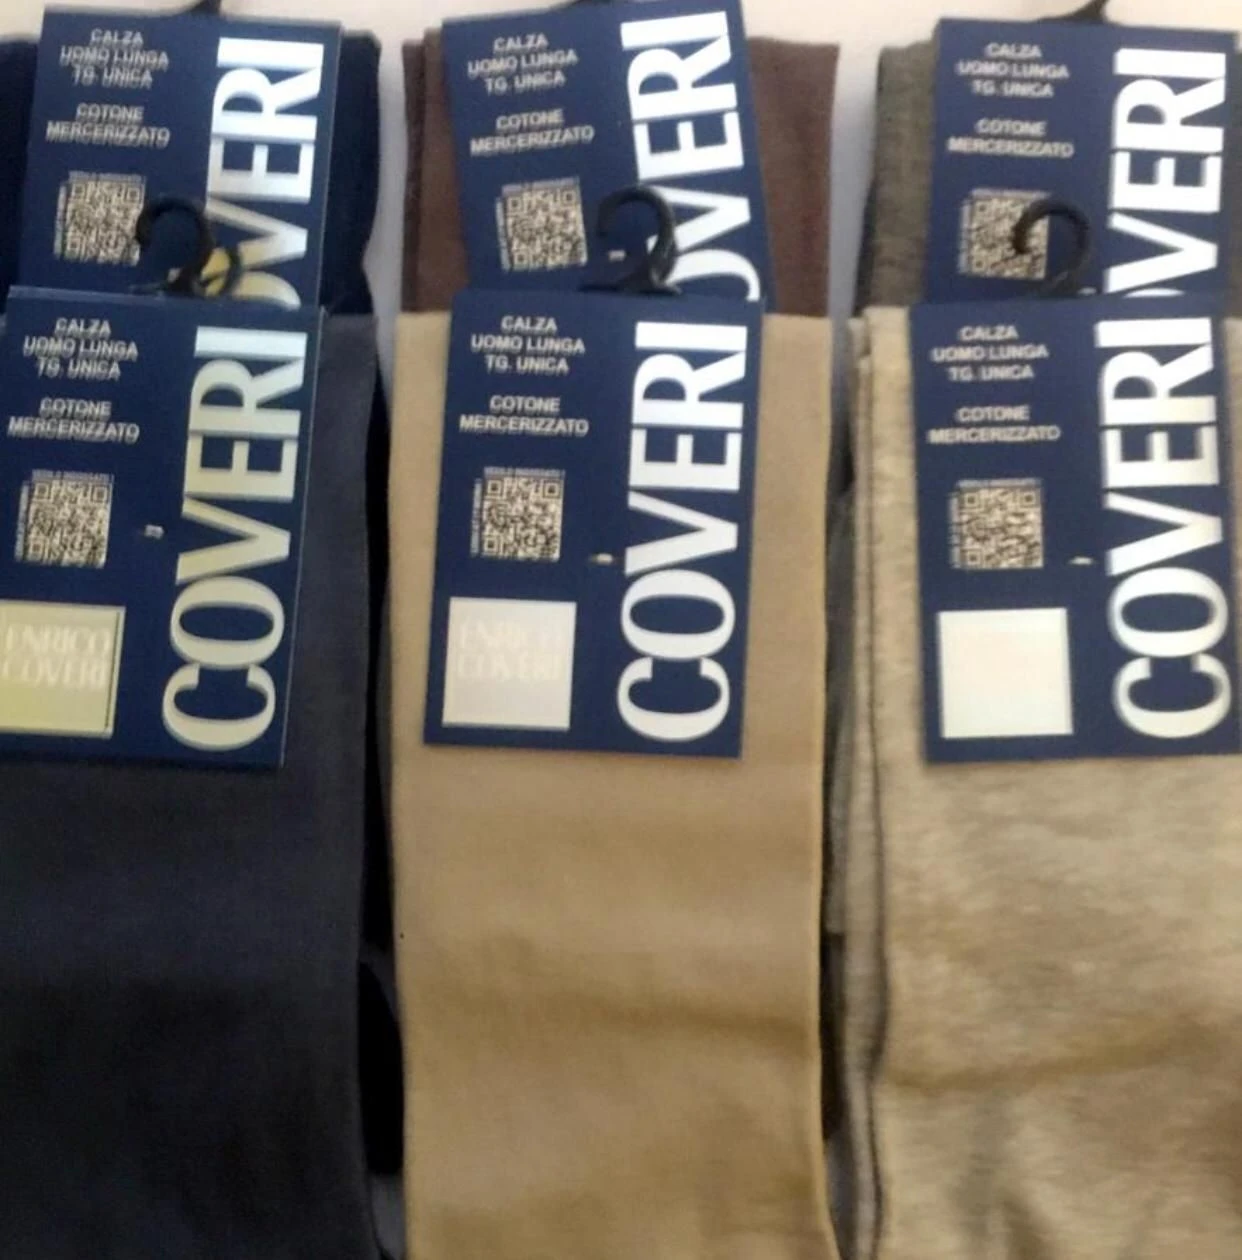 CALZA
UOMO LUNGA
TG. UNICA
COTONE
MERCERIZZATO
COVERI
CALZA
UOMO LUNGA
TG. UNICA
COTONE
MERCERIZZATO
OVERI
CALZA
UOMO LUNGA
TG. UNICA
COTONE
MERCERIZZATO
OVERI
CALZA
UOMO LUNGA
TG. UNICA
COTONE
MERCERIZZATO
ENRICO
COVERI
COVERI
CALZA
UOMO LUNGA
TG. UNICA
COTONE
MERCERIZZATO
ENRICO
COVERI
COVERI
CALZA
UOMO LUNGA
TG. UNICA
COTONE
MERCERIZZATO
COVERI